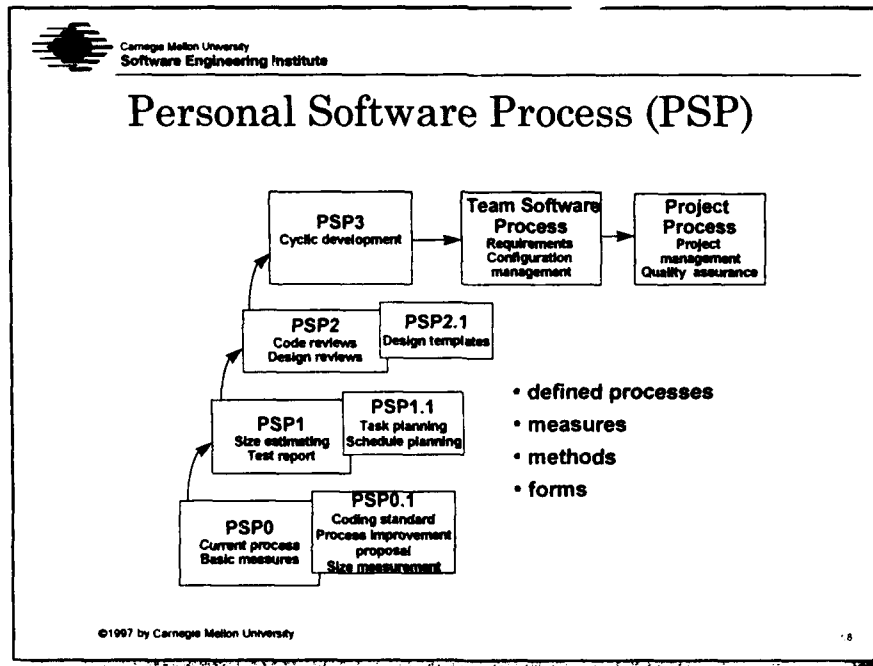 Carnegie Mellon University
Software Engineering Institute
Personal Software Process (PSP)
PSP3
Cyclic development
Team Software
Process
Requirements
Configuration
management
Project
Process
Project
management
Quality assurance
PSP2
Code reviews
Design reviews
PSP2.1
Design templates
PSP1
Size estimating
Test report
PSP1.1
Task planning
Schedule planning
PSP0
Current process
Basic measures
PSP0.1
Coding standard
Process improvement
proposal
Size measurement
• defined processes
• measures
• methods
• forms
©1997 by Carnegie Mellon University
8